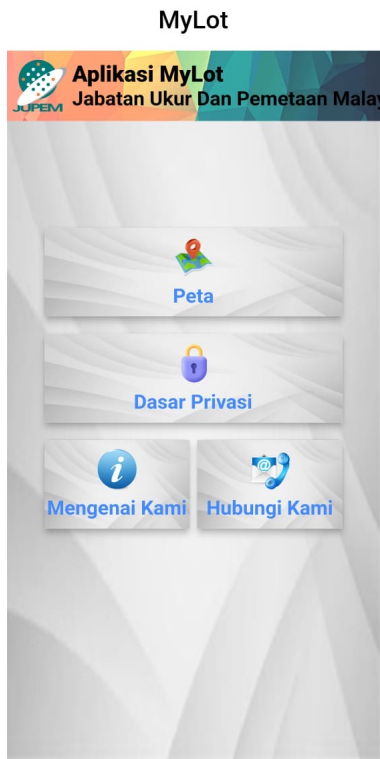 MyLot
JUPEM
Aplikasi MyLot
Jabatan Ukur Dan Pemetaan Malay
Peta
Dasar Privasi
Mengenai Kami
Hubungi Kami